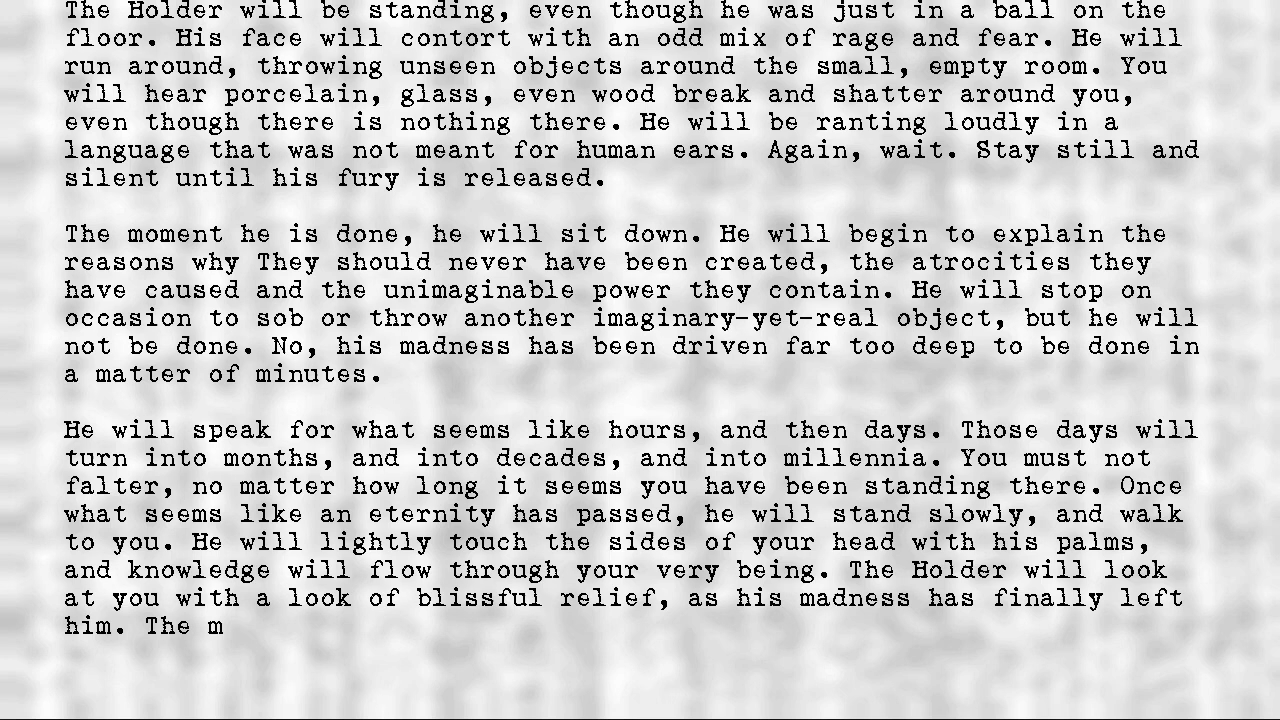 The Holder will be standing, even though he was just in a ball on the
floor. His face will contort with an odd mix of rage and fear. He will
run around, throwing unseen objects around the small, empty room. You
will hear porcelain, glass, even wood break and shatter around you,
even though there is nothing there. He will be ranting loudly in a
language that was not meant for human ears. Again, wait. Stay still and
silent until his fury is released.

The moment he is done, he will sit down. He will begin to explain the
reasons why They should never have been created, the atrocities they
have caused and the unimaginable power they contain. He will stop on
occasion to sob or throw another imaginary-yet-real object, but he will
not be done. No, his madness has been driven far too deep to be done in
a matter of minutes.

He will speak for what seems like hours, and then days. Those days will
turn into months, and into decades, and into millennia. You must not
falter, no matter how long it seems you have been standing there. Once
what seems like an eternity has passed, he will stand slowly, and walk
to you. He will lightly touch the sides of your head with his palms,
and knowledge will flow through your very being. The Holder will look
at you with a look of blissful relief, as his madness has finally left
him. The m